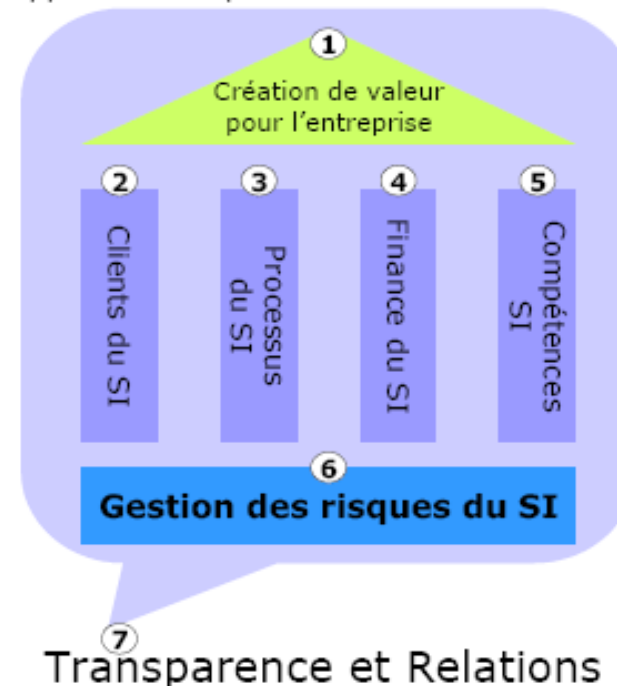 1
Création de valeur
pour l'entreprise
2
Clients du SI
3
Processus
du SI
4
Finance du SI
5
Compétences
SI
6
Gestion des risques du SI
7
Transparence et Relations